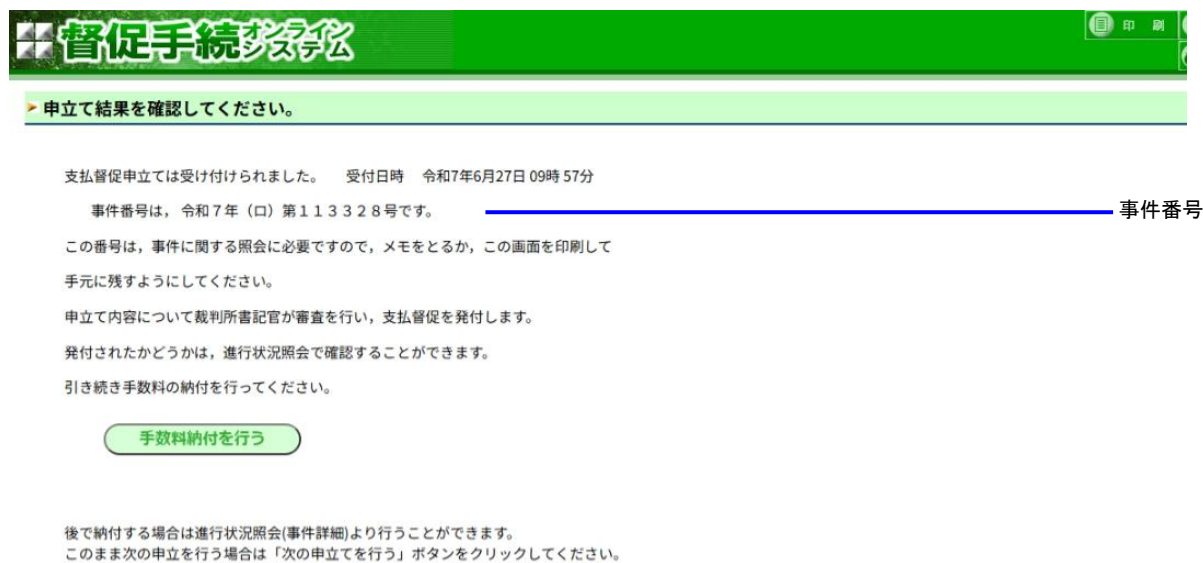 督促手続オンラインシステム
印 刷
申立て結果を確認してください。
支払督促申立ては受け付けられました。 受付日時 令和7年6月27日 09時 57分
事件番号は，令和７年（ロ）第１１３３２８号です。
事件番号
この番号は，事件に関する照会に必要ですので，メモをとるか，この画面を印刷して
手元に残すようにしてください。
申立て内容について裁判所書記官が審査を行い，支払督促を発付します。
発付されたかどうかは，進行状況照会で確認することができます。
引き続き手数料の納付を行ってください。
手数料納付を行う
後で納付する場合は進行状況照会(事件詳細)より行うことができます。
このまま次の申立を行う場合は「次の申立てを行う」ボタンをクリックしてください。